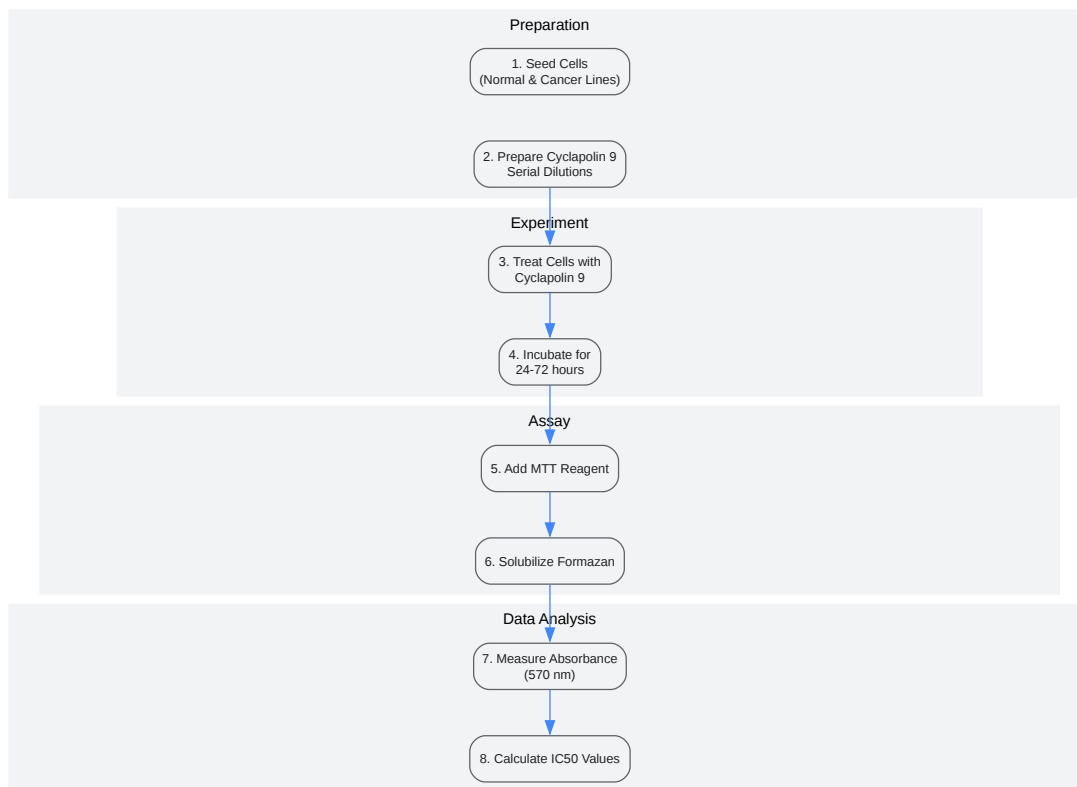 Preparation
1. Seed Cells
(Normal & Cancer Lines)
2. Prepare Cyclapolin 9
Serial Dilutions
Experiment
3. Treat Cells with
Cyclapolin 9
4. Incubate for
24-72 hours
Assay
5. Add MTT Reagent
6. Solubilize Formazan
Data Analysis
7. Measure Absorbance
(570 nm)
8. Calculate IC50 Values